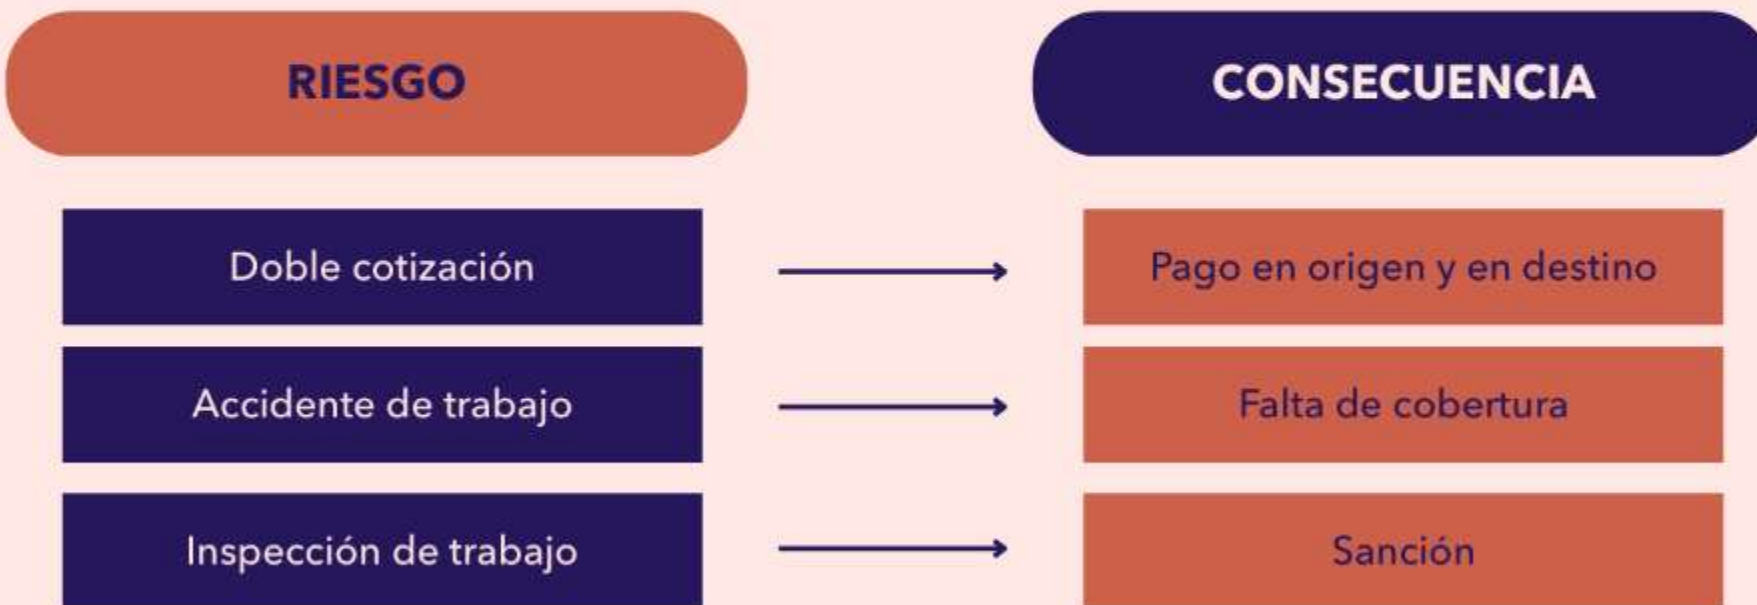 RIESGO
CONSECUENCIA
Doble cotización
Pago en origen y en destino
Accidente de trabajo
Falta de cobertura
Inspección de trabajo
Sanción